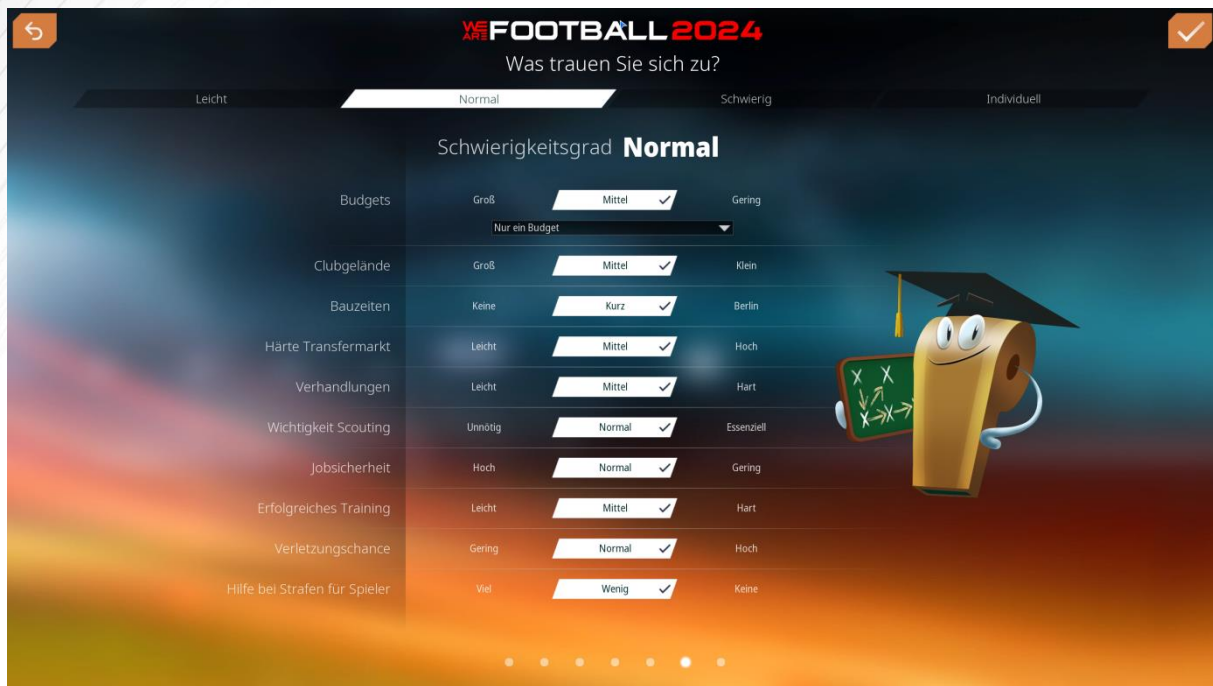 WE ARE FOOTBALL 2024
Was trauen Sie sich zu?
Leicht Normal Schwierig Individuell
Schwierigkeitsgrad Normal
Budgets Groß Mittel Gering
Nur ein Budget
Clubgelände Groß Mittel Klein
Bauzeiten Keine Kurz Berlin
Härte Transfermarkt Leicht Mittel Hoch
Verhandlungen Leicht Mittel Hart
Wichtigkeit Scouting Unnötig Normal Essenziell
Jobsicherheit Hoch Normal Gering
Erfolgreiches Training Leicht Mittel Hart
Verletzungschance Gering Normal Hoch
Hilfe bei Strafen für Spieler Viel Wenig Keine